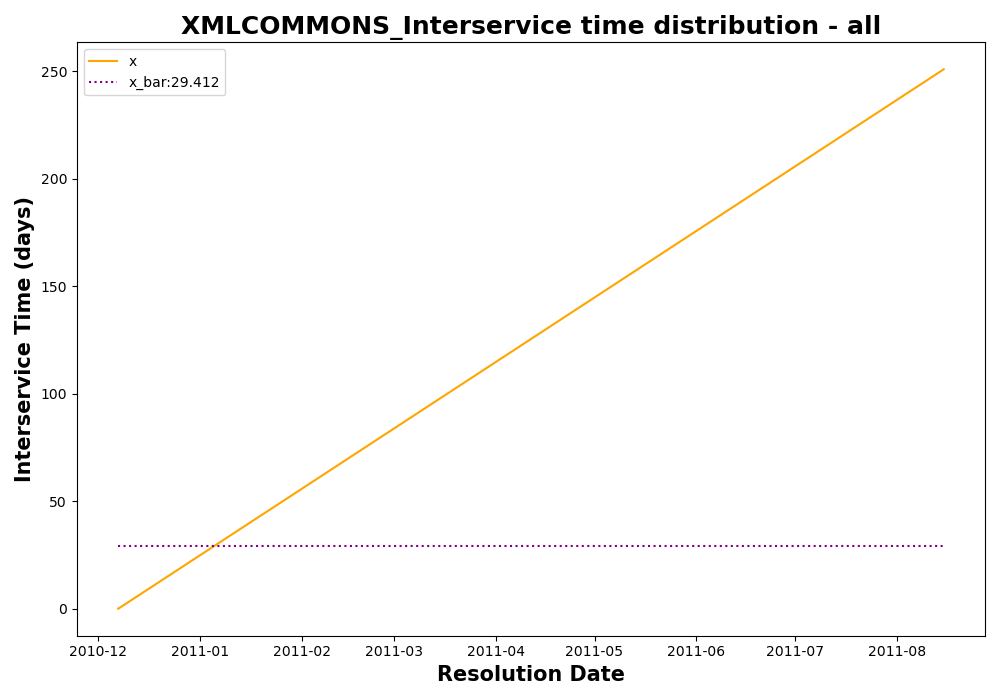 XMLCOMMONS_Interservice time distribution - all
x
x_bar:29.412
Interservice Time (days)
250
200
150
100
50
0
2010-12 2011-01 2011-02 2011-03 2011-04 2011-05 2011-06 2011-07 2011-08
Resolution Date